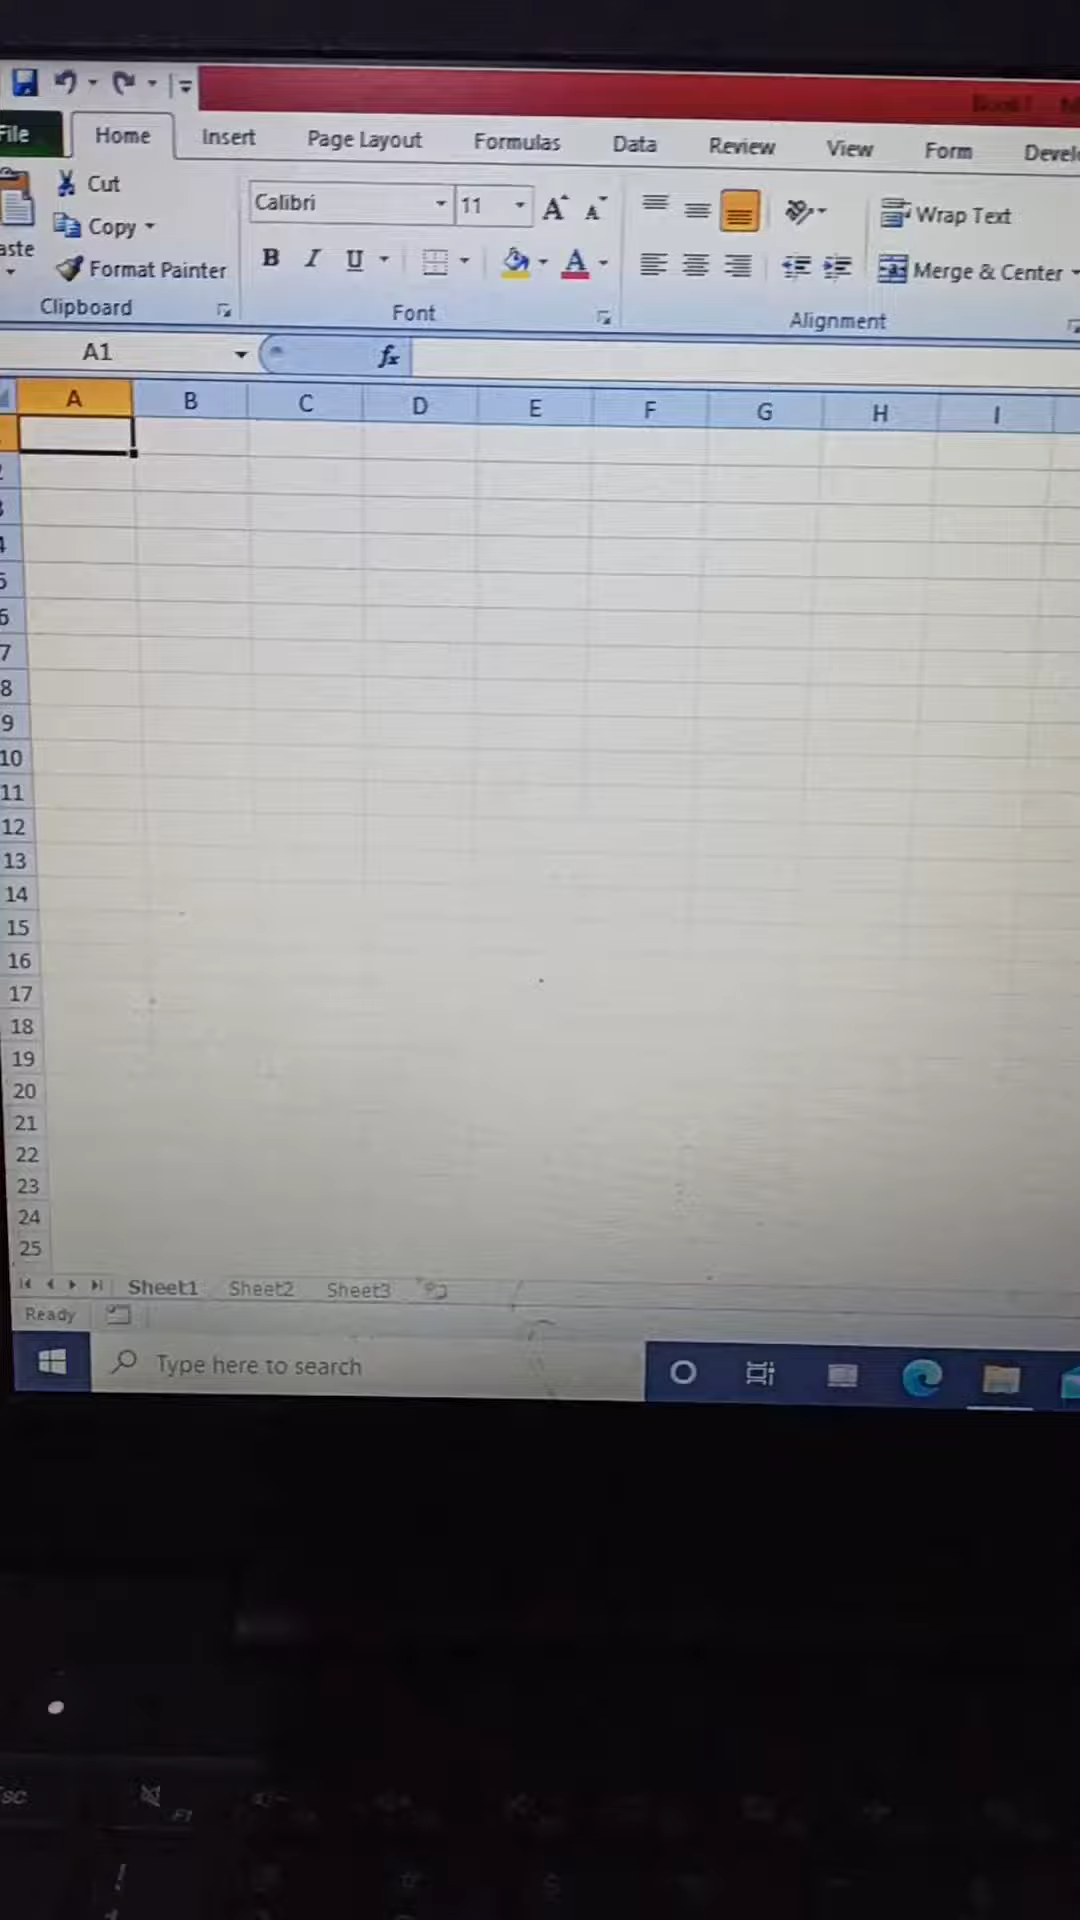 File Home Insert Page Layout Formulas Data Review View Form
Cut
Calibri 11 A A Wrap Text
Copy
Format Painter B I U A Merge & Center
Clipboard Font Alignment
A1 fx
A B C D E F G H I
4
5
6
7
8
9
10
11
12
13
14
15
16
17
18
19
20
21
22
23
24
25
Sheet1 Sheet2 Sheet3
Ready
Type here to search
F1